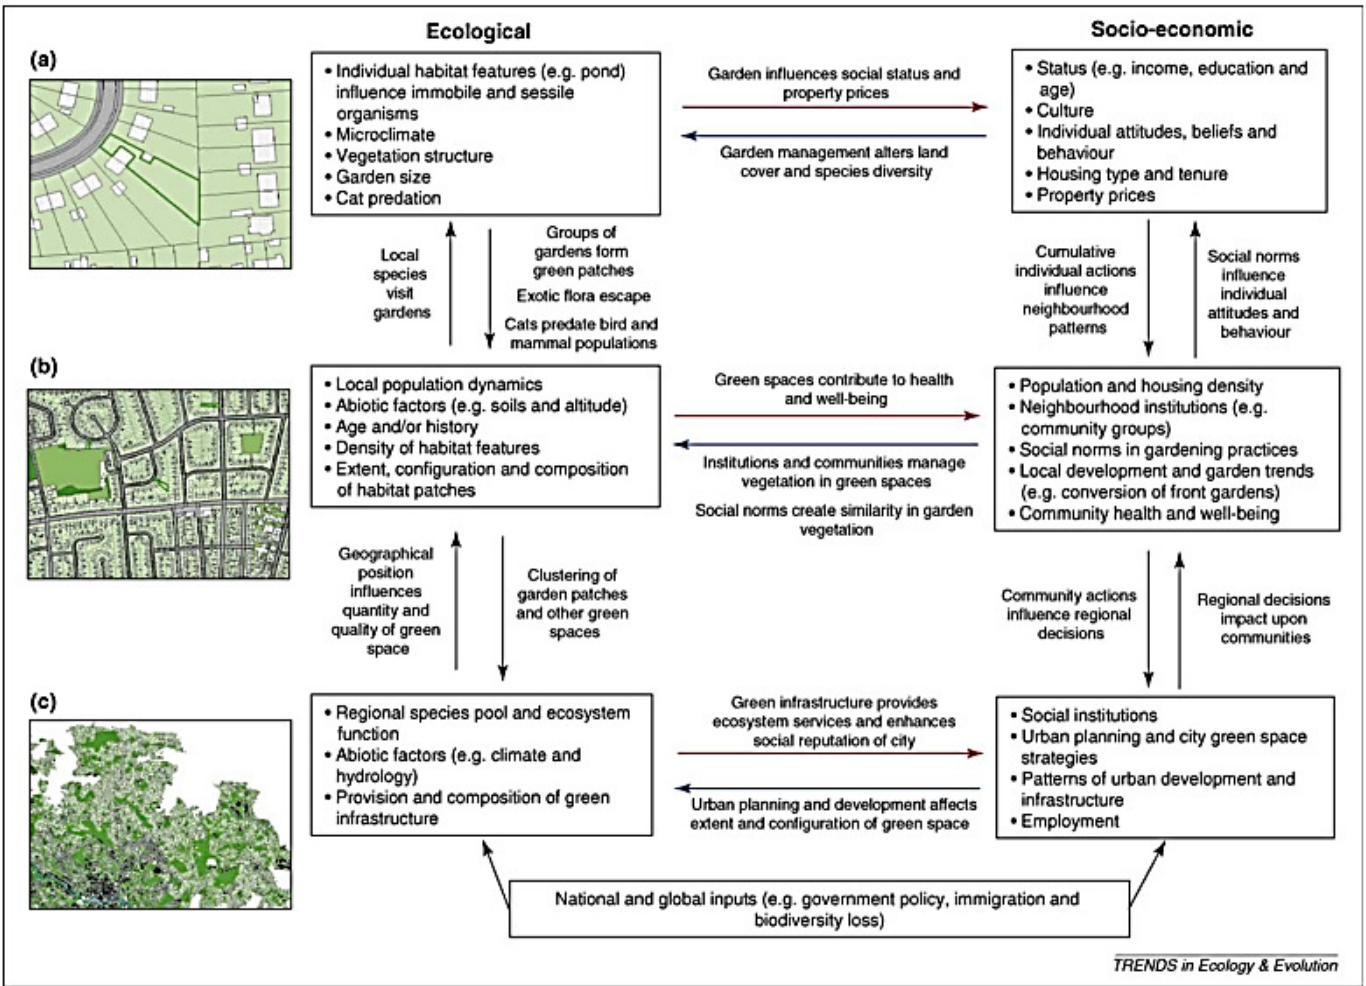 Ecological
Socio-economic
(a)
• Individual habitat features (e.g. pond)
influence immobile and sessile
organisms
• Microclimate
• Vegetation structure
• Garden size
• Cat predation
Garden influences social status and
property prices
Garden management alters land
cover and species diversity
• Status (e.g. income, education and
age)
• Culture
• Individual attitudes, beliefs and
behaviour
• Housing type and tenure
• Property prices
Local
species
visit
gardens
Groups of
gardens form
green patches
Exotic flora escape
Cats predate bird and
mammal populations
Cumulative
individual actions
influence
neighbourhood
patterns
Social norms
influence
individual
attitudes and
behaviour
(b)
• Local population dynamics
• Abiotic factors (e.g. soils and altitude)
• Age and/or history
• Density of habitat features
• Extent, configuration and composition
of habitat patches
Green spaces contribute to health
and well-being
Institutions and communities manage
vegetation in green spaces
Social norms create similarity in garden
vegetation
• Population and housing density
• Neighbourhood institutions (e.g.
community groups)
• Social norms in gardening practices
• Local development and garden trends
(e.g. conversion of front gardens)
• Community health and well-being
Geographical
position
influences
quantity and
quality of green
space
Clustering of
garden patches
and other green
spaces
Community actions
influence regional
decisions
Regional decisions
impact upon
communities
(c)
• Regional species pool and ecosystem
function
• Abiotic factors (e.g. climate and
hydrology)
• Provision and composition of green
infrastructure
Green infrastructure provides
ecosystem services and enhances
social reputation of city
Urban planning and development affects
extent and configuration of green space
• Social institutions
• Urban planning and city green space
strategies
• Patterns of urban development and
infrastructure
• Employment
National and global inputs (e.g. government policy, immigration and
biodiversity loss)
TRENDS in Ecology & Evolution